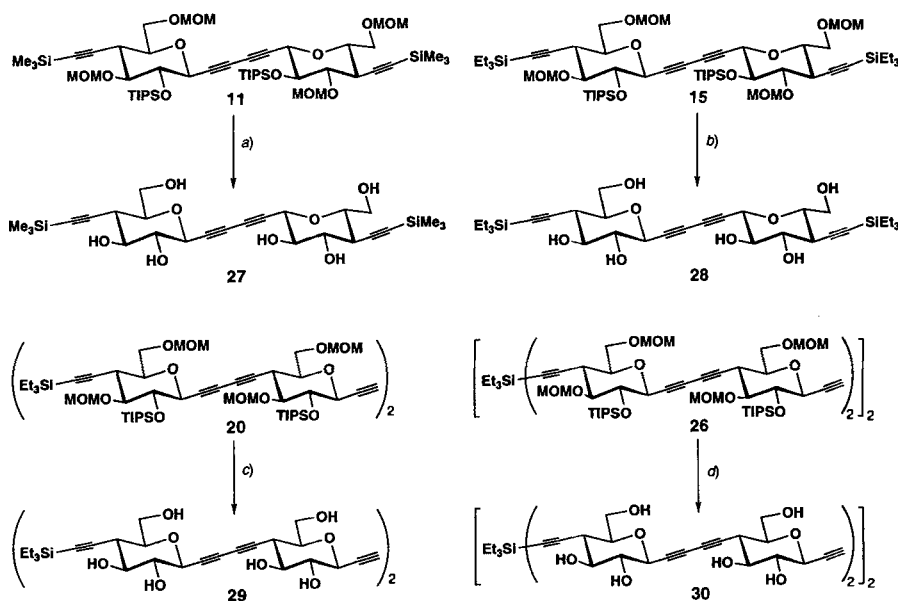 OMOM
OMOM
Me3Si
O
O
SiMe3
MOMO
TIPSO
TIPSO
MOMO
11
a)
OH
OH
Me3Si
O
O
SiMe3
HO
HO
HO
OH
27
OMOM
OMOM
Et3Si
O
O
SiEt3
MOMO
TIPSO
TIPSO
MOMO
15
b)
OH
OH
Et3Si
O
O
SiEt3
HO
HO
HO
OH
28
OMOM
OMOM
Et3Si
O
O
MOMO
TIPSO
MOMO
TIPSO
2
20
c)
OH
OH
Et3Si
O
O
HO
HO
HO
HO
2
29
OMOM
OMOM
Et3Si
O
O
MOMO
TIPSO
MOMO
TIPSO
2
2
26
d)
OH
OH
Et3Si
O
O
HO
HO
HO
HO
2
2
30